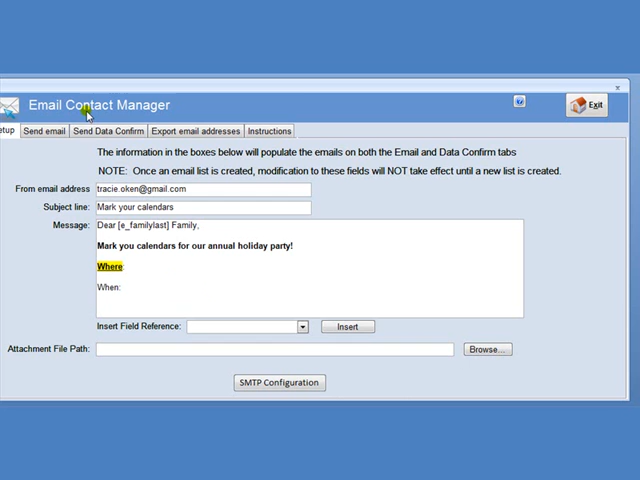 Email Contact Manager
Exit
etup Send email Send Data Confirm Export email addresses Instructions
The information in the boxes below will populate the emails on both the Email and Data Confirm tabs
NOTE: Once an email list is created, modification to these fields will NOT take effect until a new list is created.
From email address tracie.oken@gmail.com
Subject line: Mark your calendars
Message: Dear [e_familylast] Family,
Mark you calendars for our annual holiday party!
Where:
When:
Insert Field Reference: Insert
Attachment File Path: Browse...
SMTP Configuration